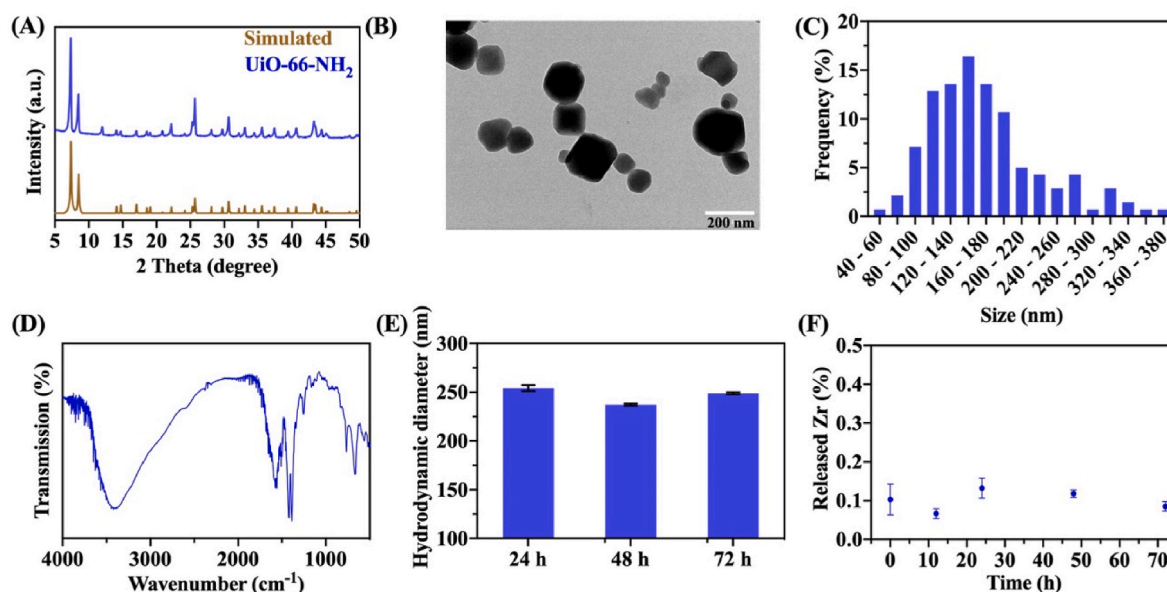 (A)
Simulated
UiO-66-NH2
Intensity (a.u.)
5 10 15 20 25 30 35 40 45 50
2 Theta (degree)
(B)
200 nm
(C)
Frequency (%)
20
15
10
5
0
40 - 60
80 - 100
120 - 140
160 - 180
200 - 220
240 - 260
280 - 300
320 - 340
360 - 380
Size (nm)
(D)
Transmission (%)
4000 3000 2000 1000
Wavenumber (cm-1)
(E)
Hydrodynamic diameter (nm)
300
250
200
150
100
24 h 48 h 72 h
(F)
Released Zr (%)
0.5
0.4
0.3
0.1
0.1
0.0
0 10 20 30 40 50 60 70
Time (h)